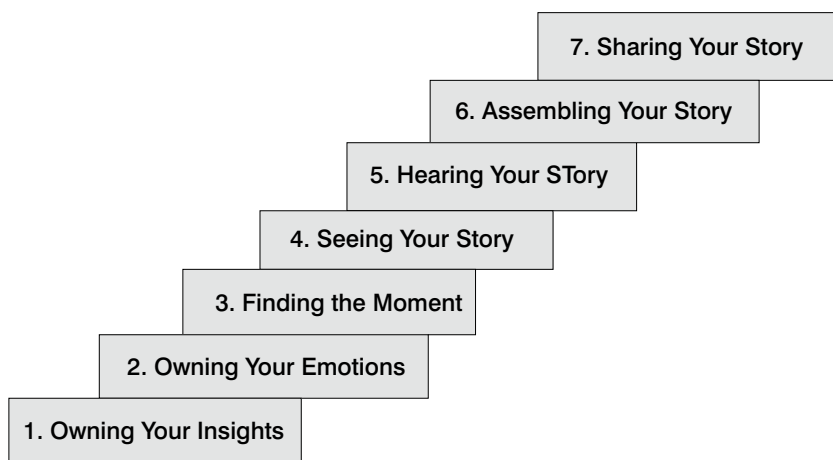 7. Sharing Your Story
6. Assembling Your Story
5. Hearing Your STory
4. Seeing Your Story
3. Finding the Moment
2. Owning Your Emotions
1. Owning Your Insights